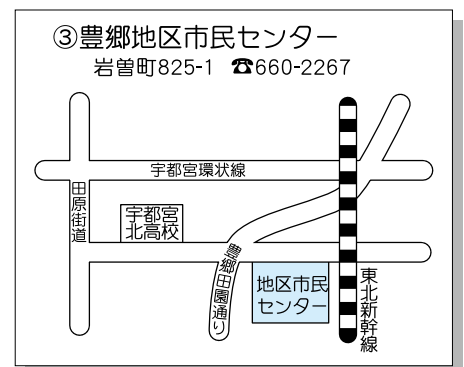 ③豊郷地区市民センター
岩曽町825-1 ☎660-2267
宇都宮環状線
田原街道
宇都宮
北高校
豊郷田園通り
地区市民
センター
東北新幹線